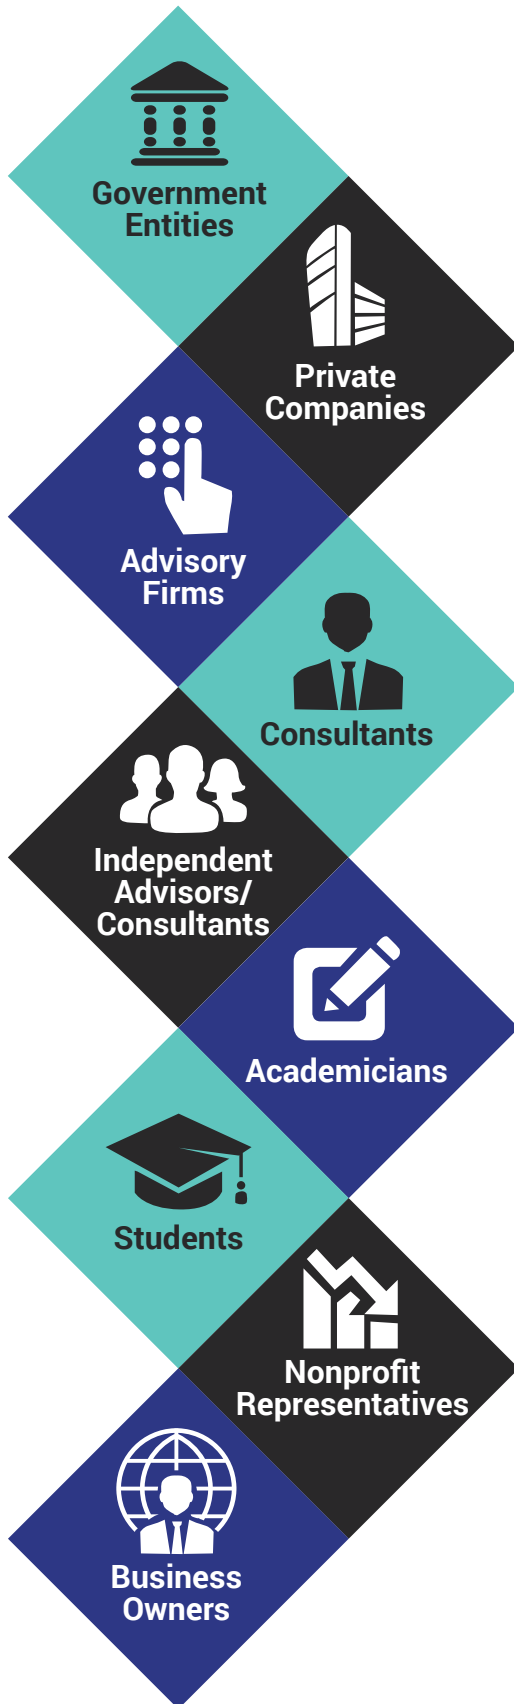 Government
Entities
Private
Companies
Advisory
Firms
Consultants
Independent
Advisors/
Consultants
Academicians
Students
Nonprofit
Representatives
Business
Owners